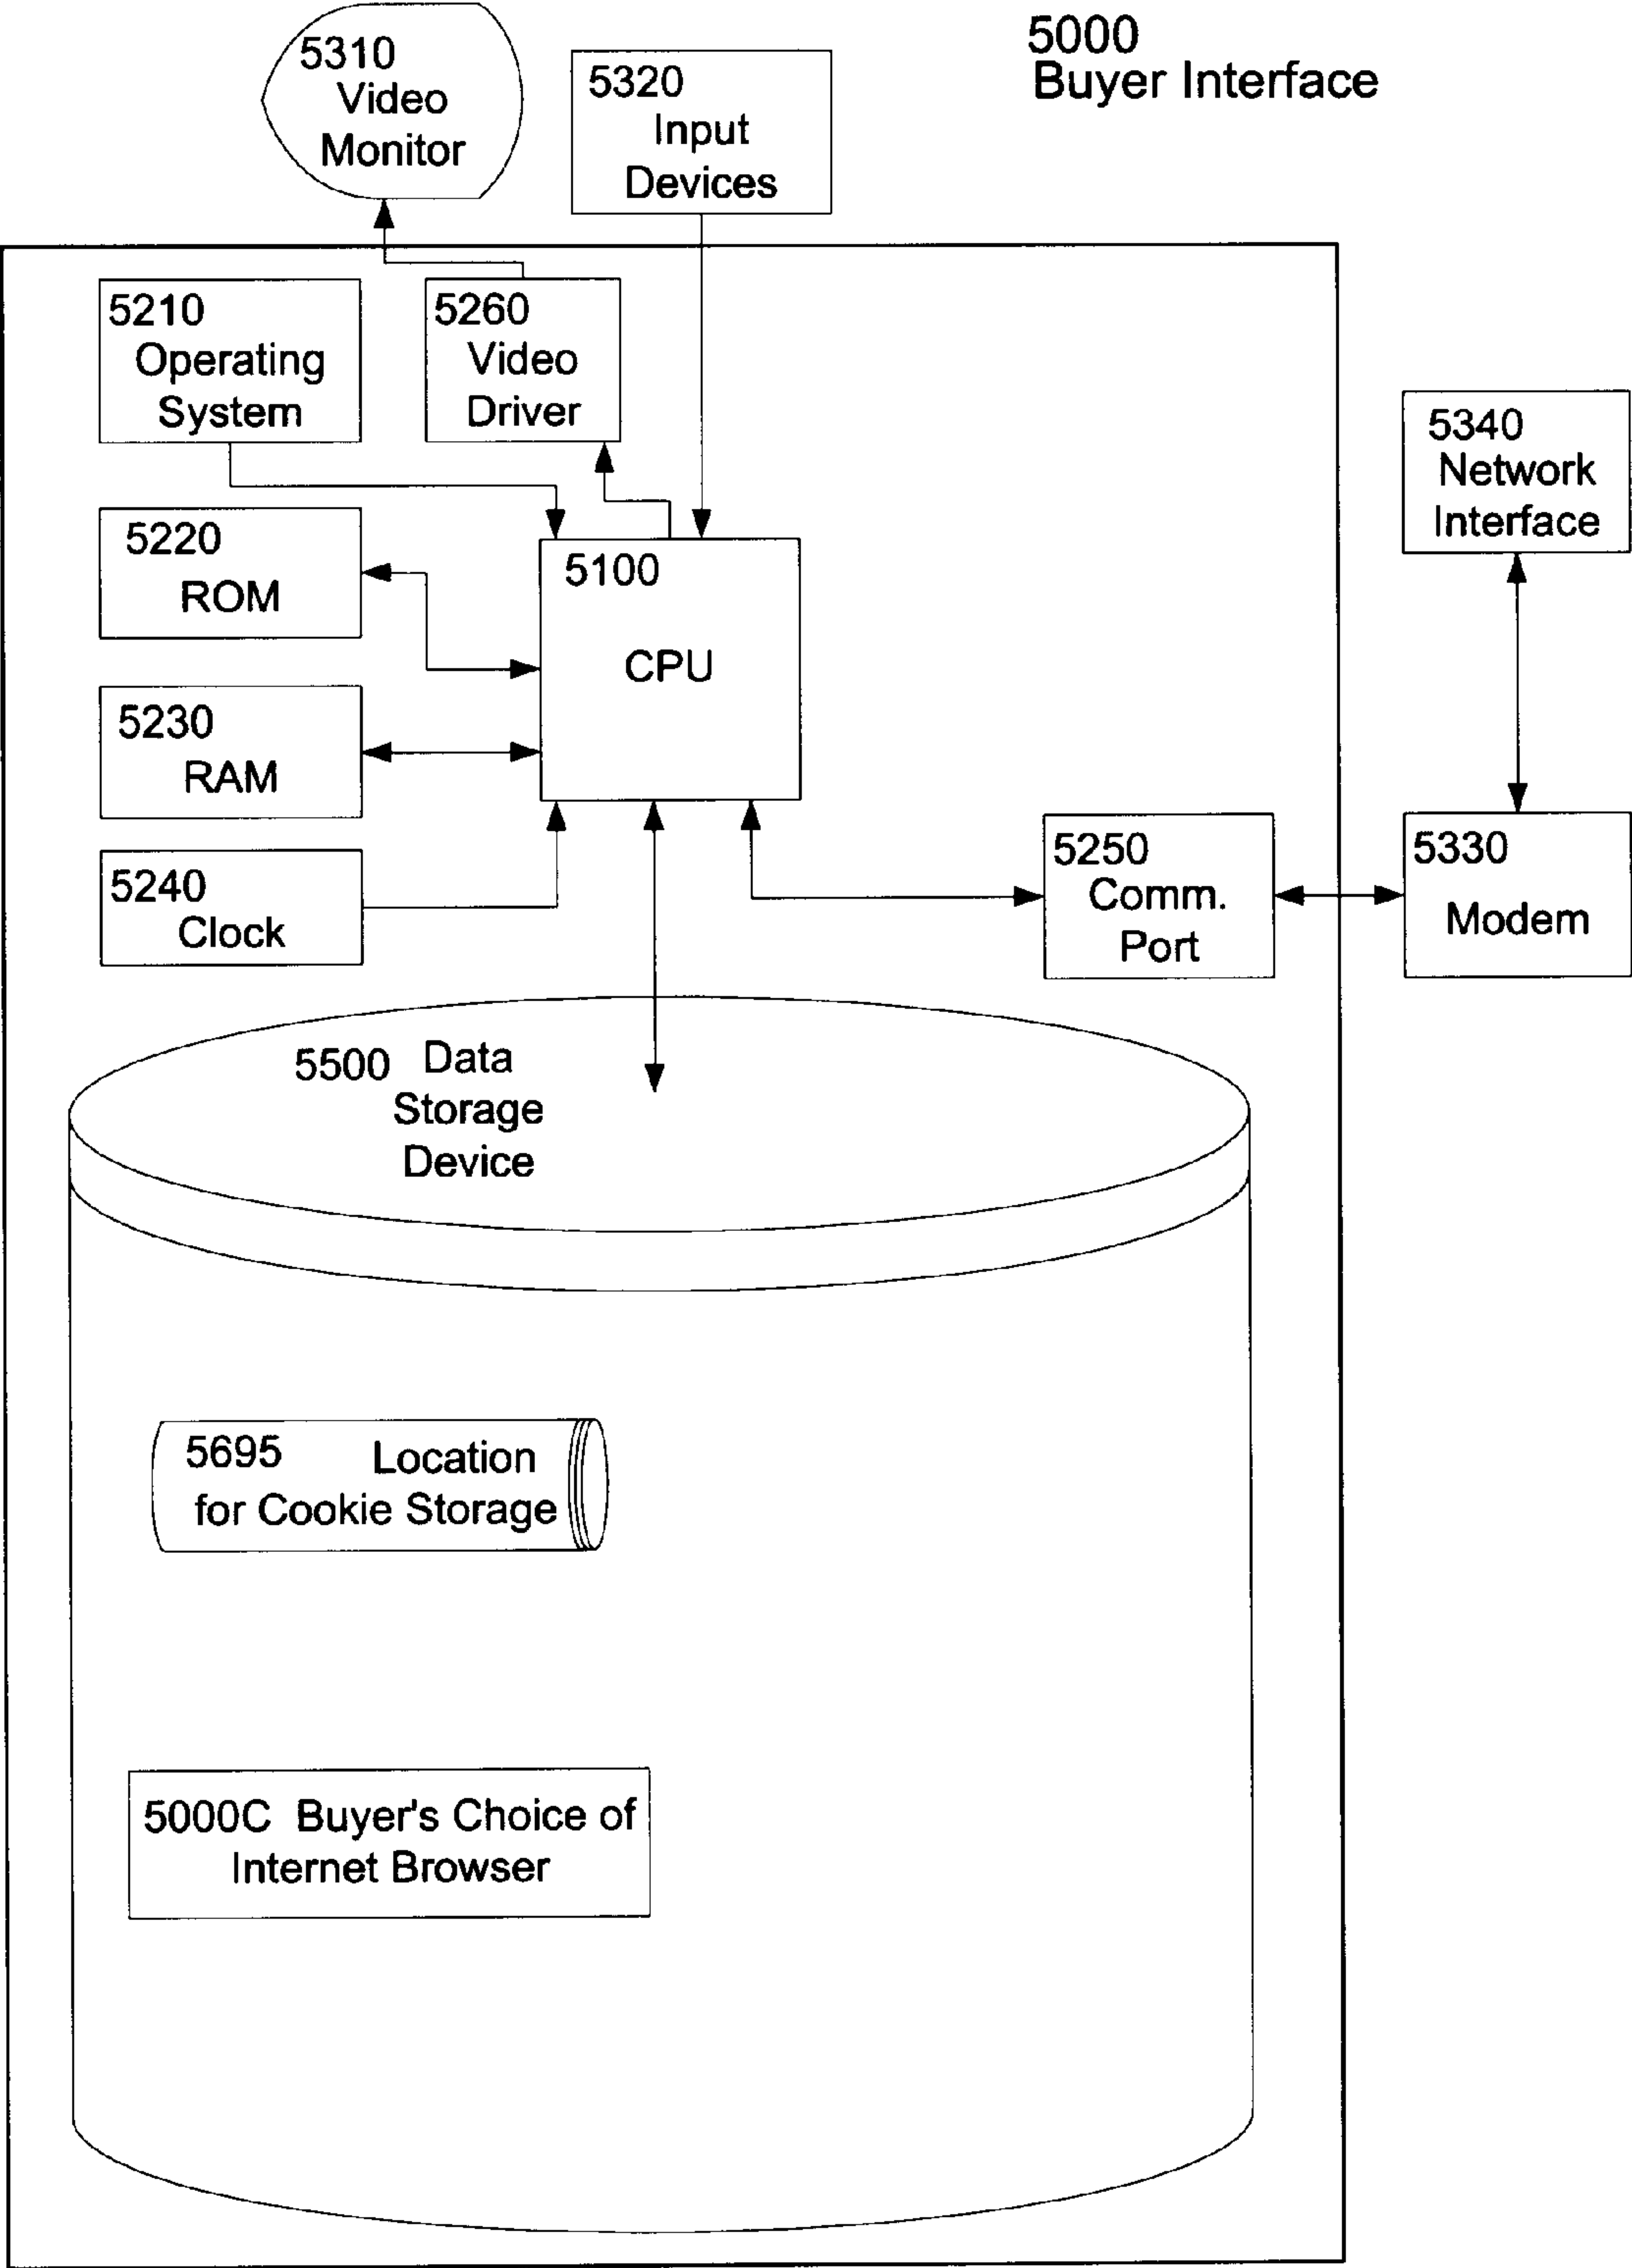 5000
Buyer Interface
5310
Video
Monitor
5320
Input
Devices
5210
Operating
System
5260
Video
Driver
5340
Network
Interface
5220
ROM
5100
CPU
5230
RAM
5240
Clock
5250
Comm.
Port
5330
Modem
5500 Data
Storage
Device
5695 Location
for Cookie Storage
5000C Buyer's Choice of
Internet Browser